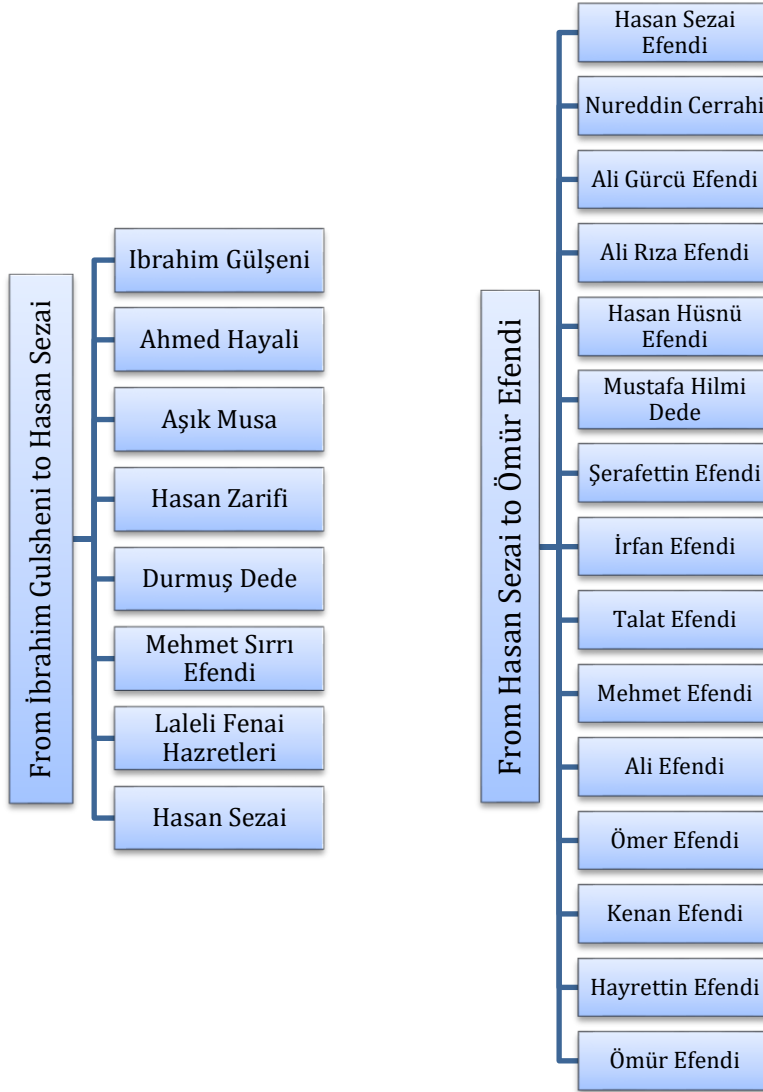 From İbrahim Gulsheni to Hasan Sezai
Ibrahim Gülşeni
Ahmed Hayali
Aşık Musa
Hasan Zarifi
Durmuş Dede
Mehmet Sırrı
Efendi
Laleli Fenai
Hazretleri
Hasan Sezai
From Hasan Sezai to Ömür Efendi
Hasan Sezai
Efendi
Nureddin Cerrahi
Ali Gürcü Efendi
Ali Rıza Efendi
Hasan Hüsnü
Efendi
Mustafa Hilmi
Dede
Şerafettin Efendi
İrfan Efendi
Talat Efendi
Mehmet Efendi
Ali Efendi
Ömer Efendi
Kenan Efendi
Hayrettin Efendi
Ömür Efendi